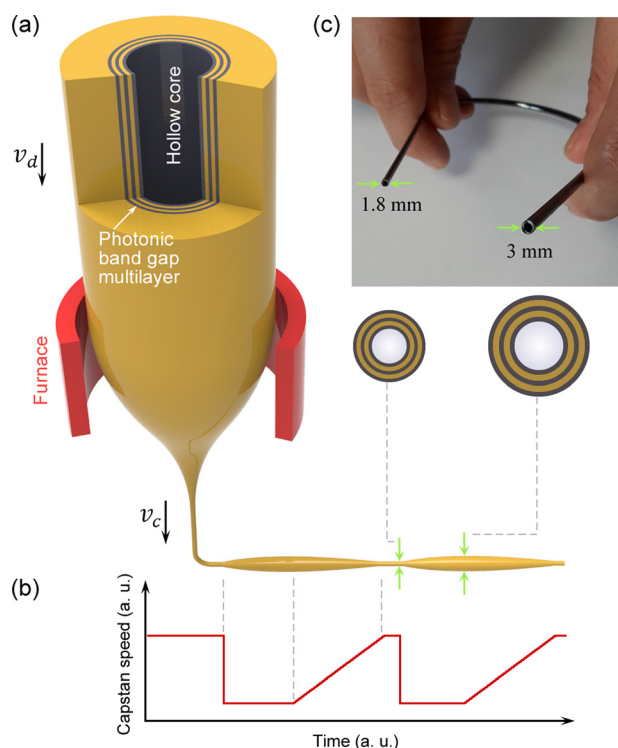 (a)
Hollow core
v_d
Photonic
band gap
multilayer
Furnace
v_c
(c)
1.8 mm
3 mm
(b)
Capstan speed (a. u.)
Time (a. u.)